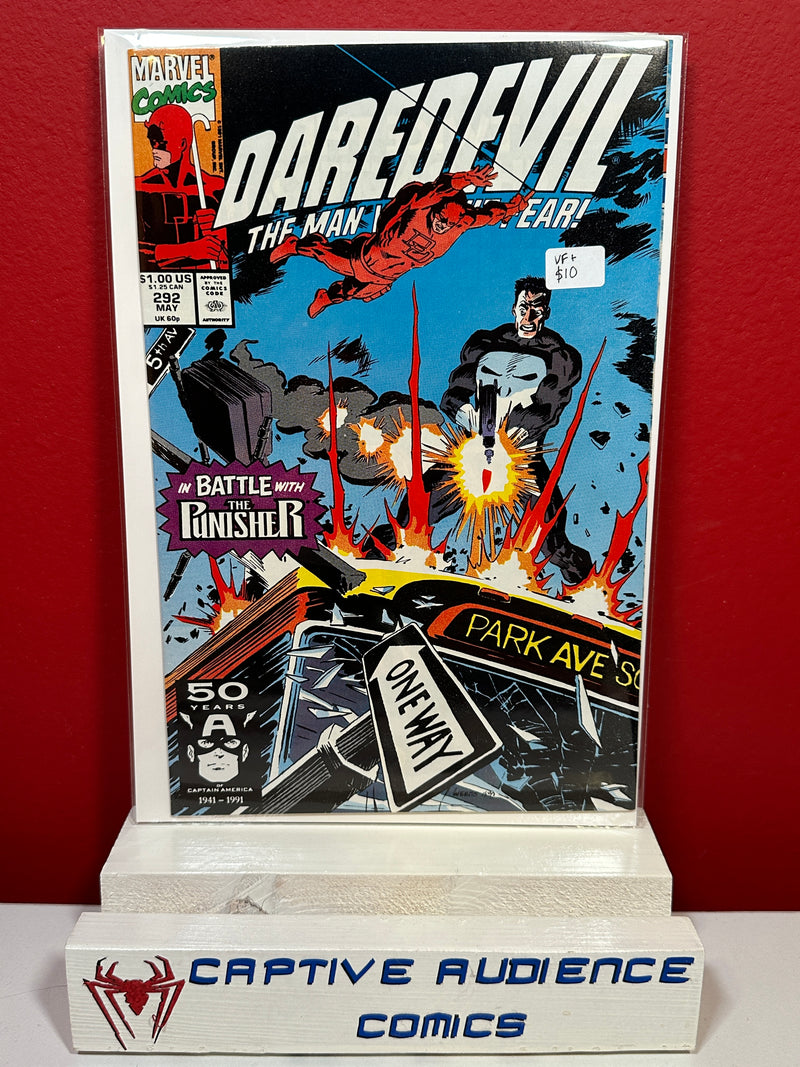 MARVEL
COMICS
DAREDEVIL
THE MAN W EAR!
$1.00 US
$1.25 CAN
292
MAY
UK 60p
APPROVED
BY THE
COMICS
CODE
AUTHORITY
VF+
$10
5th AV
IN BATTLE WITH
THE
PUNISHER
PARK AVE SO
ONE WAY
50
YEARS
A
OF
CAPTAIN AMERICA
1941 - 1991
CAPTIVE AUDIENCE
COMICS